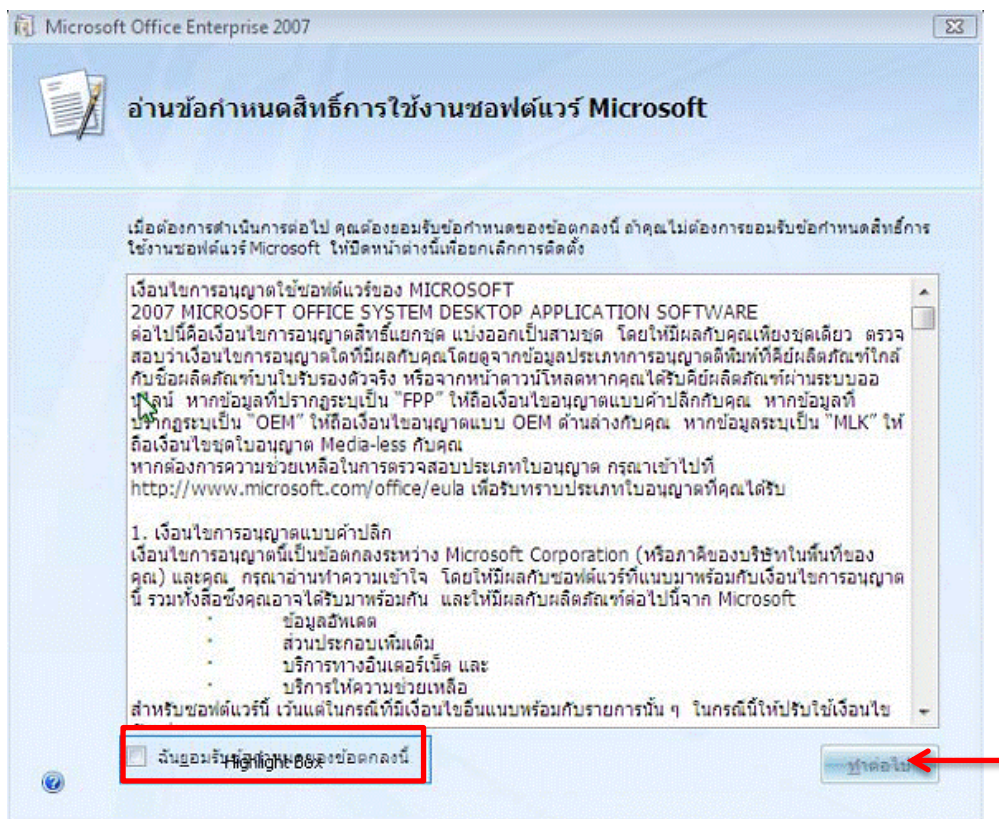 Microsoft Office Enterprise 2007
อ่านข้อกำหนดสิทธิ์การใช้งานซอฟต์แวร์ Microsoft
เมื่อต้องการดำเนินการต่อไป คุณต้องยอมรับข้อกำหนดของข้อตกลงนี้ ถ้าคุณไม่ต้องการยอมรับข้อกำหนดสิทธิ์การ
ใช้งานซอฟต์แวร์ Microsoft ให้ปิดหน้าต่างนี้เพื่อยกเลิกการติดตั้ง
เงื่อนไขการอนุญาตใช้ซอฟต์แวร์ของ MICROSOFT
2007 MICROSOFT OFFICE SYSTEM DESKTOP APPLICATION SOFTWARE
ต่อไปนี้คือเงื่อนไขการอนุญาตสิทธิ์แยกชุด แบ่งออกเป็นสามชุด โดยให้มีผลกับคุณเพียงชุดเดียว ตรวจ
สอบว่าเงื่อนไขการอนุญาตใดที่มีผลกับคุณโดยดูจากข้อมูลประเภทการอนุญาตตีพิมพ์ที่คีย์ผลิตภัณฑ์ใกล้
กับชื่อผลิตภัณฑ์บนใบรับรองตัวจริง หรือจากหน้าดาวน์โหลดหากคุณได้รับคีย์ผลิตภัณฑ์ผ่านระบบออ
นไลน์ หากข้อมูลที่ปรากฏระบุเป็น "FPP" ให้ถือเงื่อนไขอนุญาตแบบค้าปลีกกับคุณ หากข้อมูลที่
ปรากฏระบุเป็น "OEM" ให้ถือเงื่อนไขอนุญาตแบบ OEM ด้านล่างกับคุณ หากข้อมูลระบุเป็น "MLK" ให้
ถือเงื่อนไขชุดใบอนุญาต Media-less กับคุณ
หากต้องการความช่วยเหลือในการตรวจสอบประเภทใบอนุญาต กรุณาเข้าไปที่
http://www.microsoft.com/office/eula เพื่อรับทราบประเภทใบอนุญาตที่คุณได้รับ
1. เงื่อนไขการอนุญาตแบบค้าปลีก
เงื่อนไขการอนุญาตนี้เป็นข้อตกลงระหว่าง Microsoft Corporation (หรือภาคีของบริษัทในพื้นที่ของ
คุณ) และคุณ กรุณาอ่านทำความเข้าใจ โดยให้มีผลกับซอฟต์แวร์ที่แนบมาพร้อมกับเงื่อนไขการอนุญาต
นี้ รวมทั้งสื่อซึ่งคุณอาจได้รับมาพร้อมกัน และให้มีผลกับผลิตภัณฑ์ต่อไปนี้จาก Microsoft
· ข้อมูลอัพเดต
· ส่วนประกอบเพิ่มเติม
· บริการทางอินเตอร์เน็ต และ
· บริการให้ความช่วยเหลือ
สำหรับซอฟต์แวร์นี้ เว้นแต่ในกรณีที่มีเงื่อนไขอื่นแนบพร้อมกับรายการนั้น ๆ ในกรณีนี้ให้ปรับใช้เงื่อนไข
ฉันยอมรับข้อกำหนดของข้อตกลงนี้
Highlight Box
ทำต่อไป